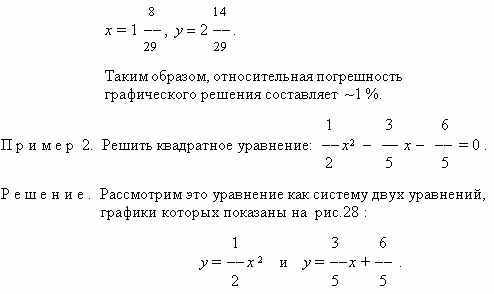 x = 1 8/29 , y = 2 14/29 .
Таким образом, относительная погрешность
графического решения составляет ~1 %.
П р и м е р 2. Решить квадратное уравнение: 1/2 x² – 3/5 x – 6/5 = 0 .
Р е ш е н и е . Рассмотрим это уравнение как систему двух уравнений,
графики которых показаны на рис.28 :
y = 1/2 x ² и y = 3/5 x + 6/5 .